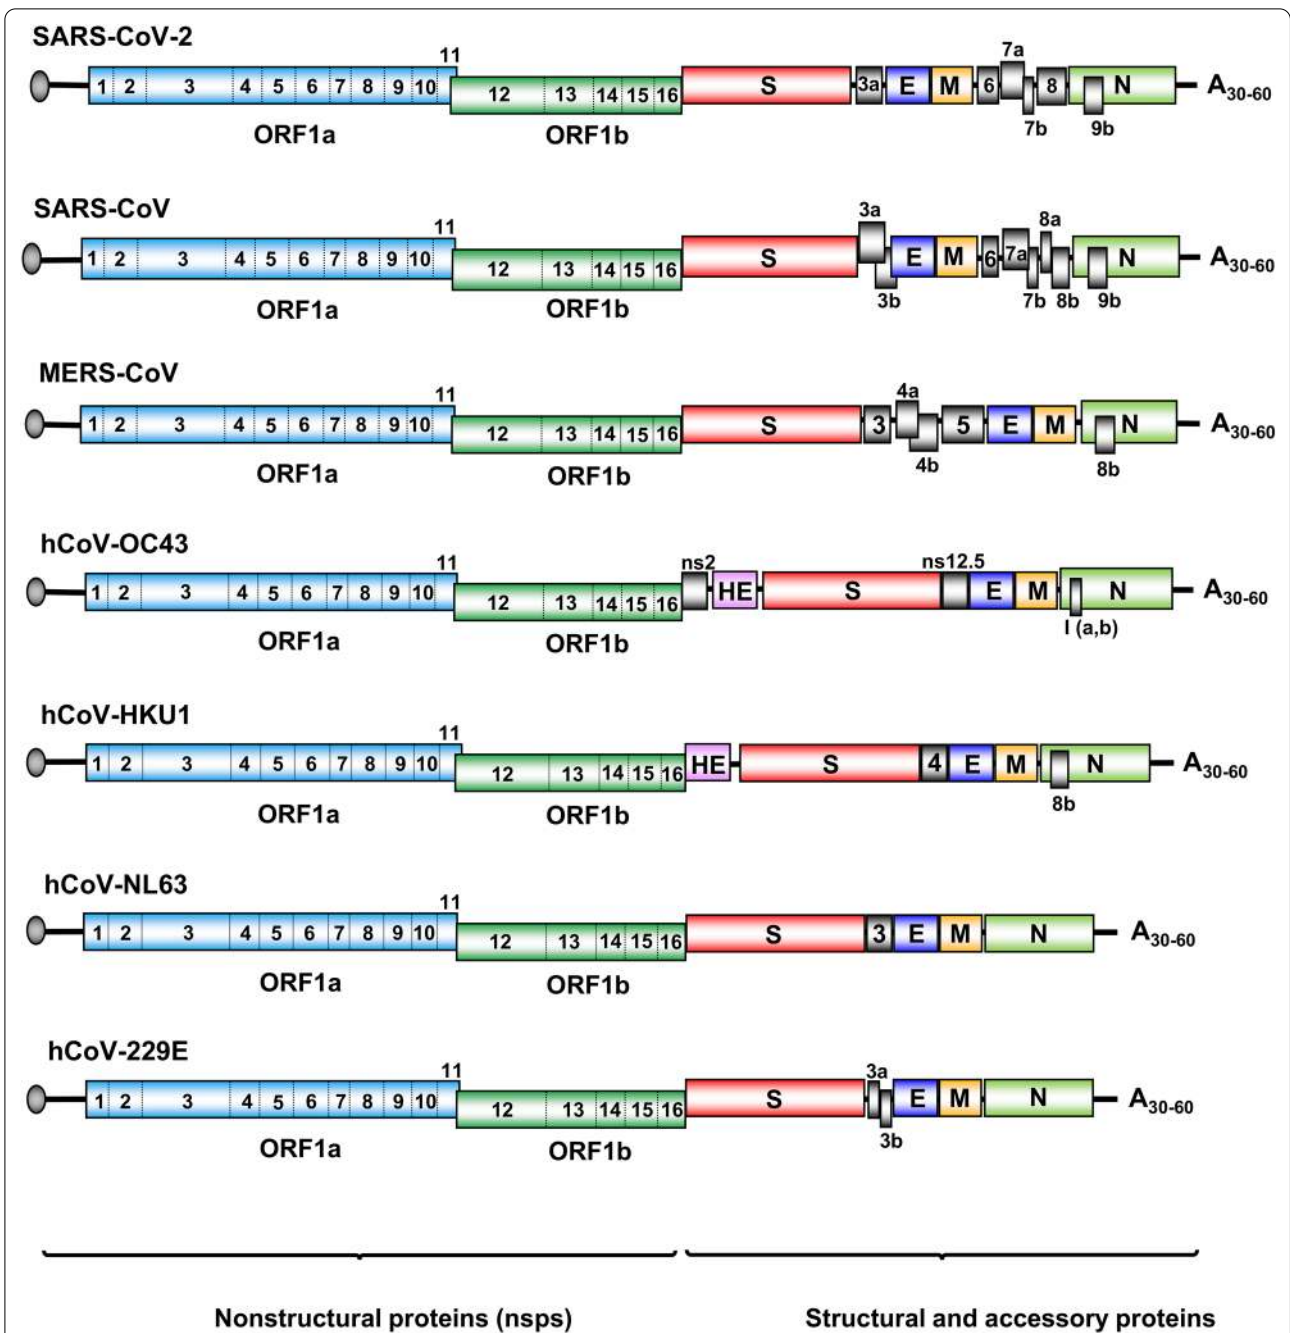 SARS-CoV-2
11 7a
1 2 3 4 5 6 7 8 9 10 12 13 14 15 16 S 3a E M 6 8 N A30-60
ORF1a ORF1b 7b 9b
SARS-CoV
11 3a 8a
1 2 3 4 5 6 7 8 9 10 12 13 14 15 16 S E M 6 7a N A30-60
ORF1a ORF1b 3b 7b 8b 9b
MERS-CoV
11 4a
1 2 3 4 5 6 7 8 9 10 12 13 14 15 16 S 3 5 E M N A30-60
ORF1a ORF1b 4b 8b
hCoV-OC43
11 ns2 ns12.5
1 2 3 4 5 6 7 8 9 10 12 13 14 15 16 HE S E M N A30-60
ORF1a ORF1b I (a,b)
hCoV-HKU1
11
1 2 3 4 5 6 7 8 9 10 12 13 14 15 16 HE S 4 E M N A30-60
ORF1a ORF1b 8b
hCoV-NL63
11
1 2 3 4 5 6 7 8 9 10 12 13 14 15 16 S 3 E M N A30-60
ORF1a ORF1b
hCoV-229E
11 3a
1 2 3 4 5 6 7 8 9 10 12 13 14 15 16 S E M N A30-60
ORF1a ORF1b 3b
Nonstructural proteins (nsps) Structural and accessory proteins